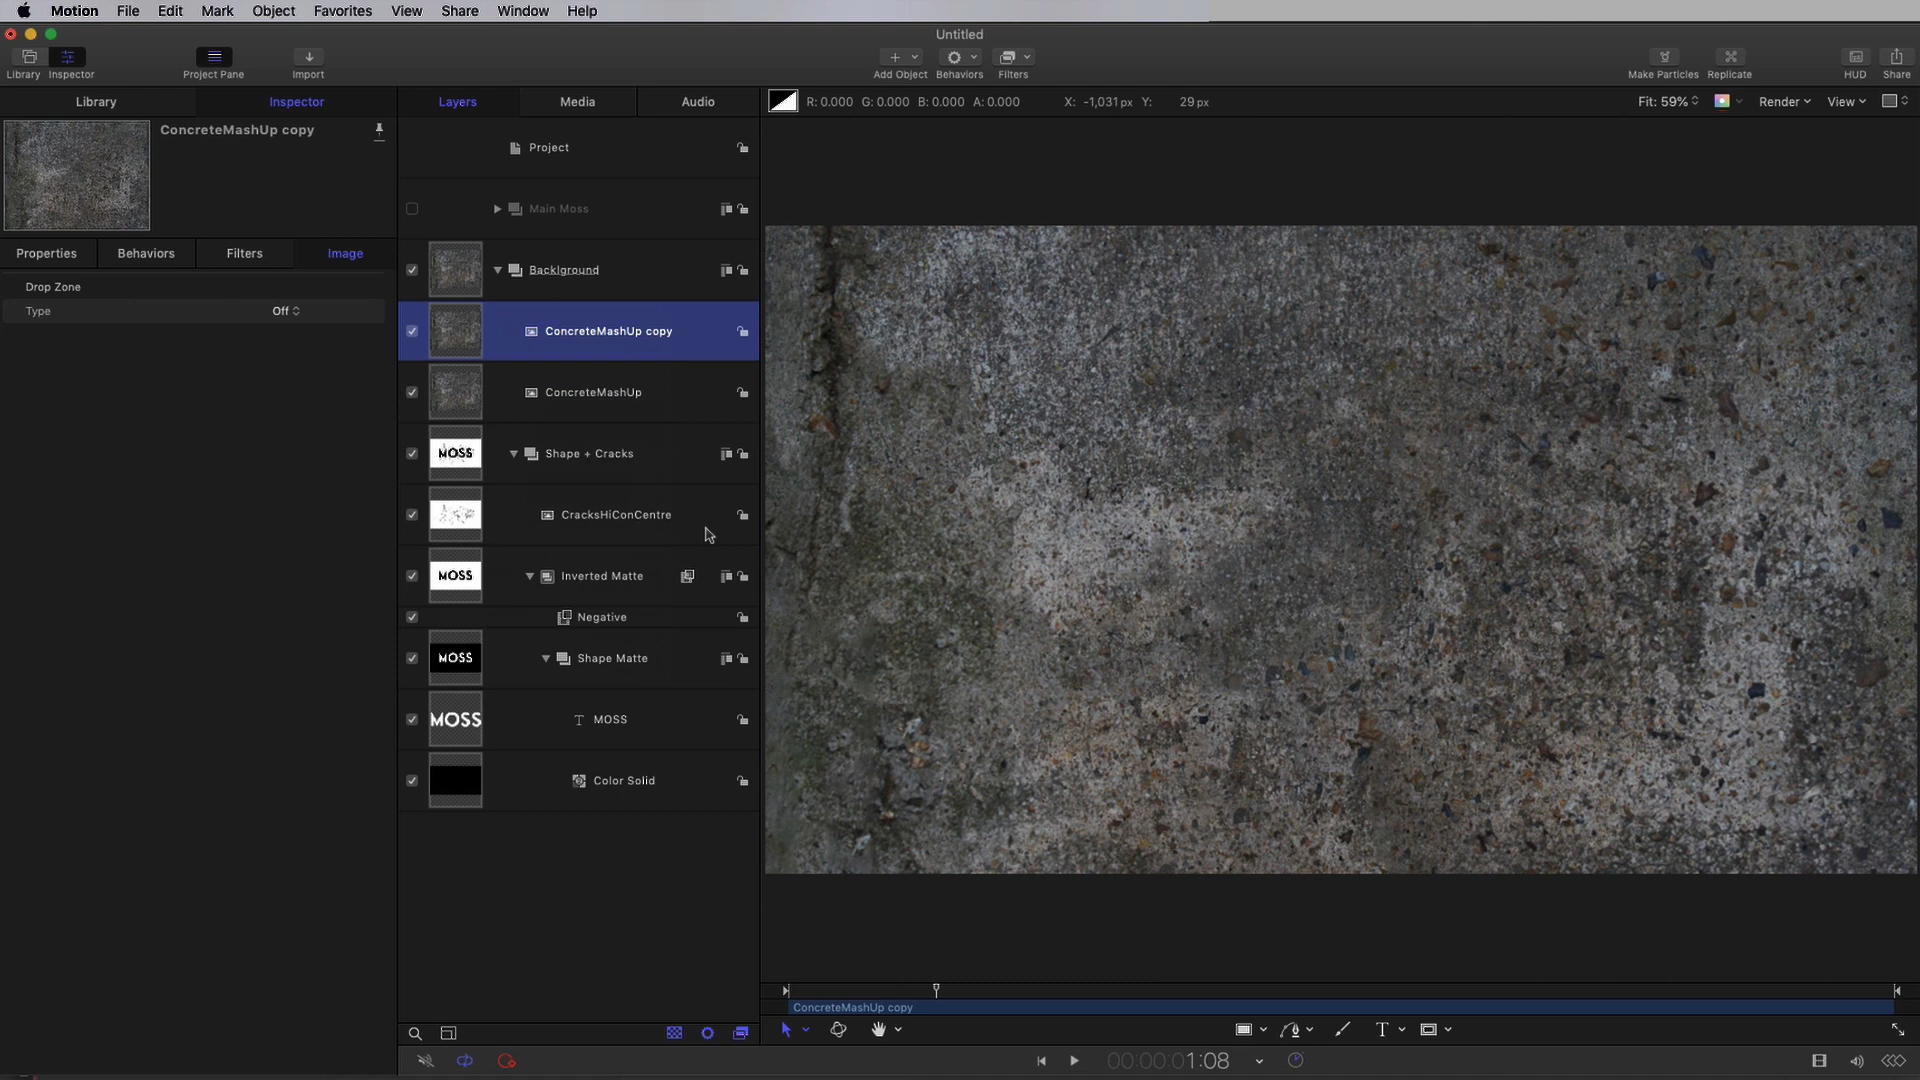 Motion File Edit Mark Object Favorites View Share Window Help
Untitled
Library Inspector Project Pane Import Add Object Behaviors Filters Make Particles Replicate HUD Share
Library Inspector Layers Media Audio R: 0.000 G: 0.000 B: 0.000 A: 0.000 X: -1,031 px Y: 29 px Fit: 59% Render View
ConcreteMashUp copy
Project
Main Moss
Properties Behaviors Filters Image
Backlground
Drop Zone
Type Off
ConcreteMashUp copy
ConcreteMashUp
MOSS Shape + Cracks
CracksHiConCentre
MOSS Inverted Matte
Negative
MOSS Shape Matte
MOSS T MOSS
Color Solid
ConcreteMashUp copy
T
00:00:01:08